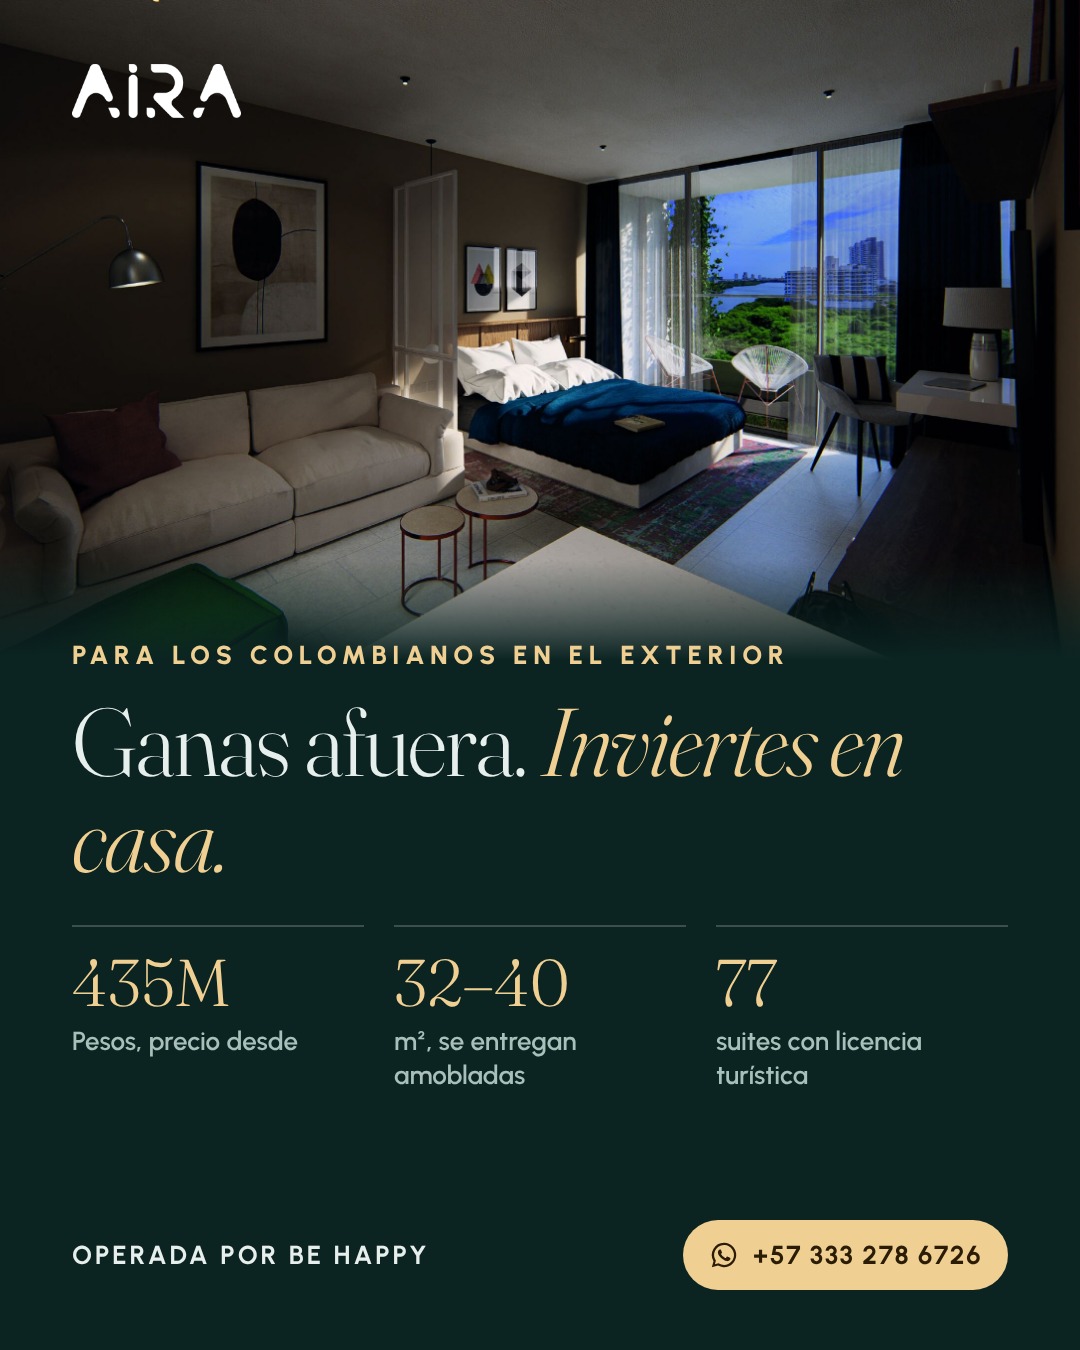 AiRA
PARA LOS COLOMBIANOS EN EL EXTERIOR
Ganas afuera. Inviertes en
casa.
435M
Pesos, precio desde
32–40
m², se entregan
amobladas
77
suites con licencia
turística
OPERADA POR BE HAPPY
+57 333 278 6726